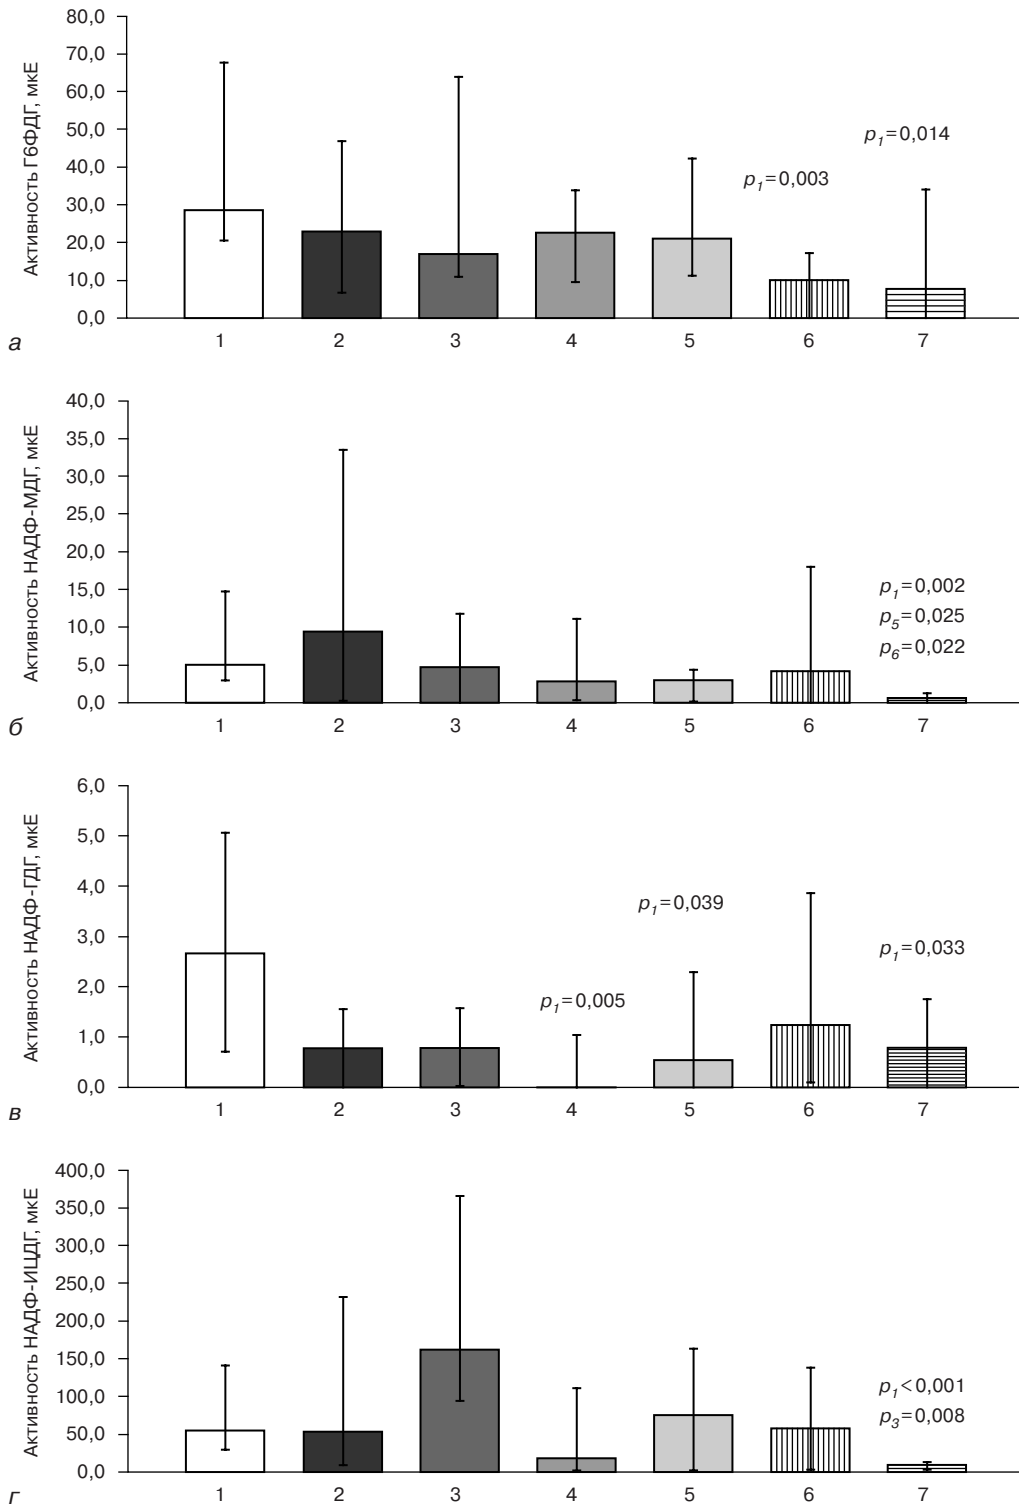 Активность Г6ФДГ, мкЕ
80,0
70,0
60,0
50,0
40,0
30,0
20,0
10,0
0,0
p1=0,014
p1=0,003
1 2 3 4 5 6 7
а
Активность НАДФ-МДГ, мкЕ
40,0
35,0
30,0
25,0
20,0
15,0
10,0
5,0
0,0
p1=0,002
p5=0,025
p6=0,022
1 2 3 4 5 6 7
б
Активность НАДФ-ГДГ, мкЕ
6,0
5,0
4,0
3,0
2,0
1,0
0,0
p1=0,039
p1=0,033
p1=0,005
1 2 3 4 5 6 7
в
Активность НАДФ-ИЦДГ, мкЕ
400,0
350,0
300,0
250,0
200,0
150,0
100,0
50,0
0,0
p1<0,001
p3=0,008
1 2 3 4 5 6 7
г